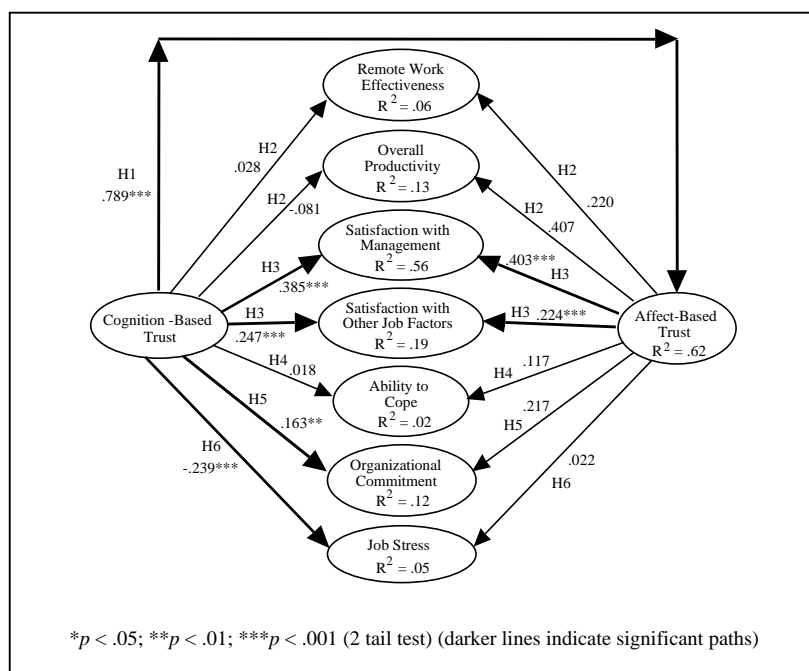 Remote Work
Effectiveness
R² = .06
H2
.028
H2
.220
H1
.789***
Overall
Productivity
R² = .13
H2
-.081
H2
.407
Satisfaction with
Management
R² = .56
H3
.385***
.403***
H3
Cognition -Based
Trust
Satisfaction with
Other Job Factors
R² = .19
H3
.247***
H3 .224***
Affect-Based
Trust
R² = .62
Ability to
Cope
R² = .02
H4
.018
.117
H4
Organizational
Commitment
R² = .12
H5
.163**
.217
H5
Job Stress
R² = .05
H6
-.239***
.022
H6
*p < .05; **p < .01; ***p < .001 (2 tail test) (darker lines indicate significant paths)